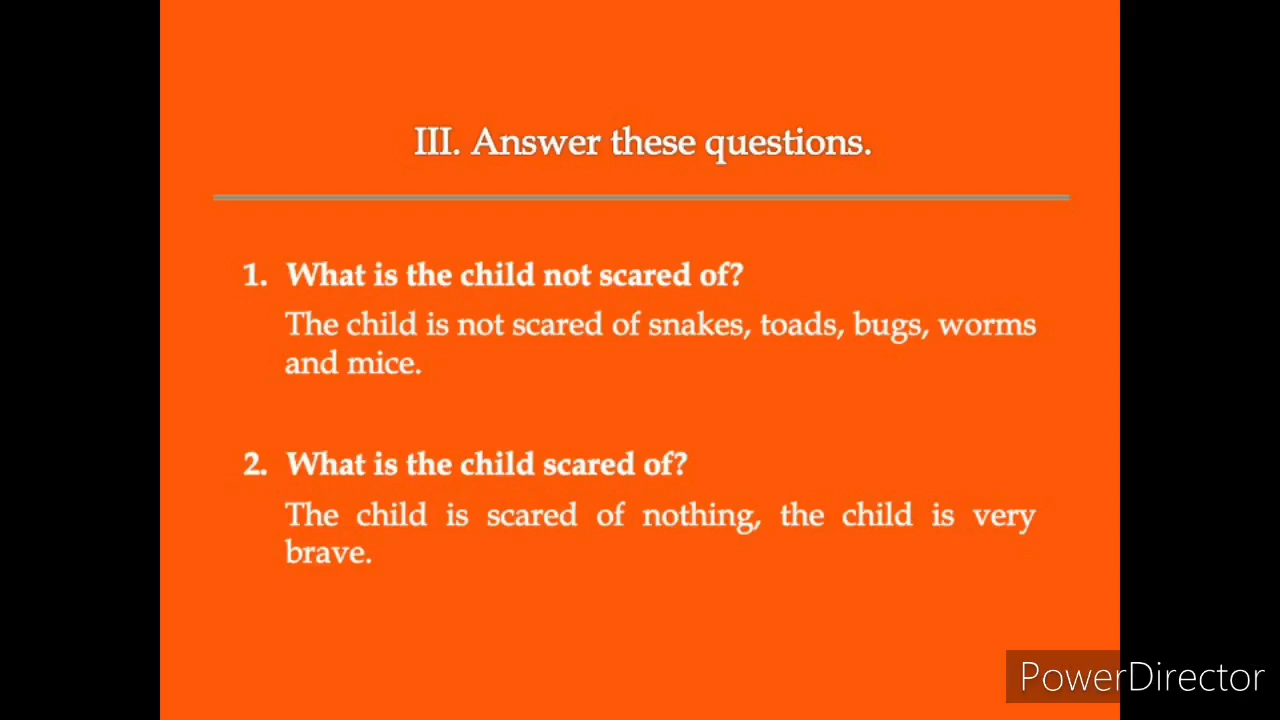 III. Answer these questions.
1. What is the child not scared of?
The child is not scared of snakes, toads, bugs, worms
and mice.
2. What is the child scared of?
The child is scared of nothing, the child is very
brave.
PowerDirector